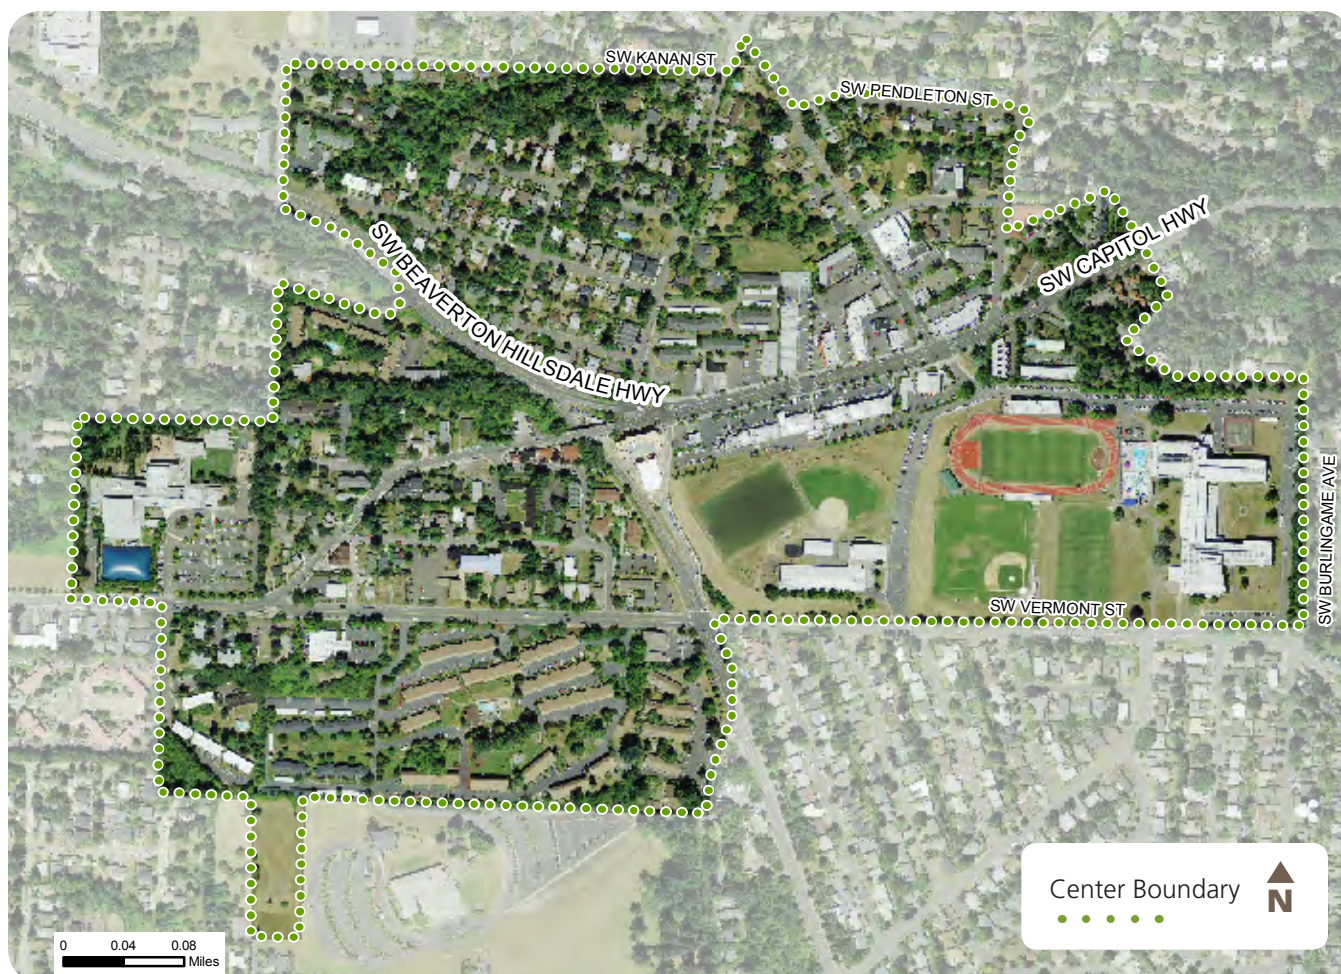 SW KANAN ST
SW PENDLETON ST
SW CAPITOL HWY
SW BEAVERTON HILLSDALE HWY
SW BURLINGAME AVE
SW VERMONT ST
Center Boundary
N
0 0.04 0.08
Miles